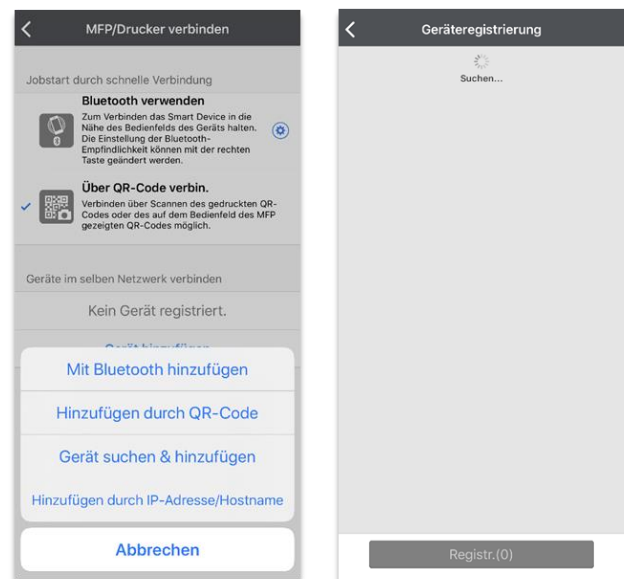 MFP/Drucker verbinden
Jobstart durch schnelle Verbindung
Bluetooth verwenden
Zum Verbinden das Smart Device in die
Nähe des Bedienfelds des Geräts halten.
Die Einstellung der Bluetooth-
Empfindlichkeit können mit der rechten
Taste geändert werden.
Über QR-Code verbin.
Verbinden über Scannen des gedruckten QR-
Codes oder des auf dem Bedienfeld des MFP
gezeigten QR-Codes möglich.
Geräte im selben Netzwerk verbinden
Kein Gerät registriert.
Mit Bluetooth hinzufügen
Hinzufügen durch QR-Code
Gerät suchen & hinzufügen
Hinzufügen durch IP-Adresse/Hostname
Abbrechen
Geräteregistrierung
Suchen...
Registr.(0)